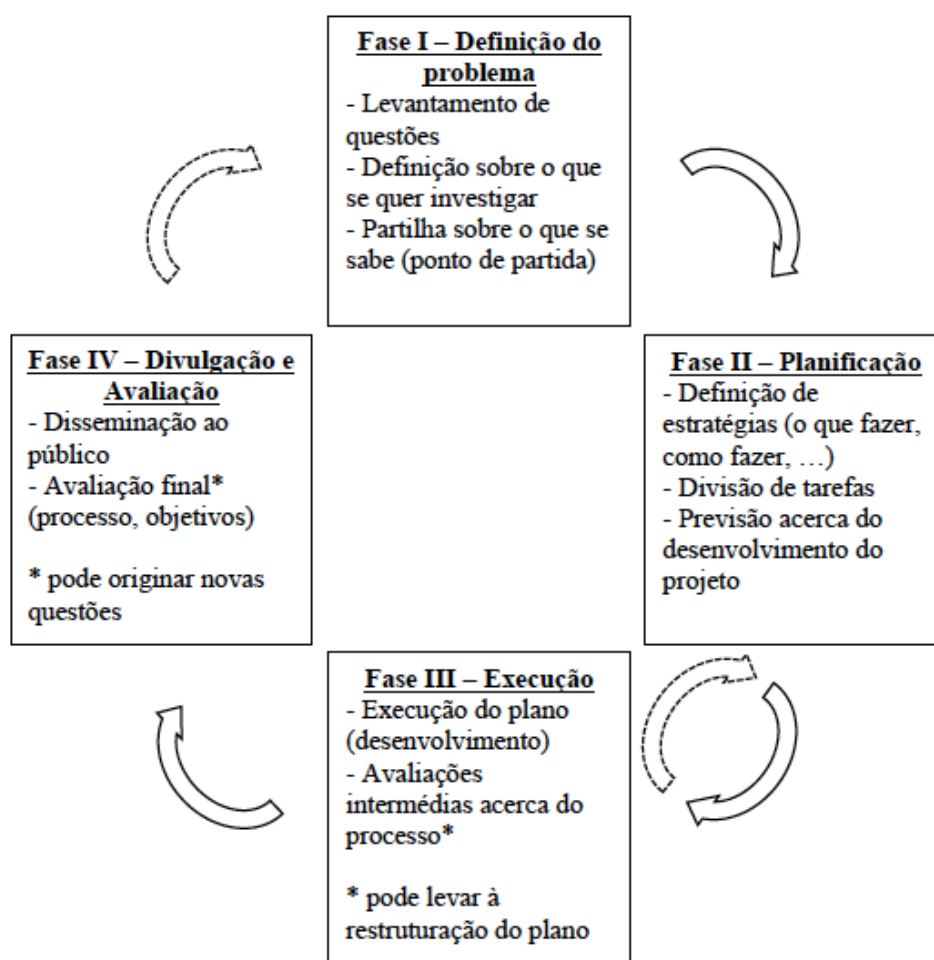 Fase I – Definição do
problema
- Levantamento de
questões
- Definição sobre o que
se quer investigar
- Partilha sobre o que se
sabe (ponto de partida)
Fase IV – Divulgação e
Avaliação
- Disseminação ao
público
- Avaliação final*
(processo, objetivos)
* pode originar novas
questões
Fase II – Planificação
- Definição de
estratégias (o que fazer,
como fazer, …)
- Divisão de tarefas
- Previsão acerca do
desenvolvimento do
projeto
Fase III – Execução
- Execução do plano
(desenvolvimento)
- Avaliações
intermédias acerca do
processo*
* pode levar à
restruturação do plano